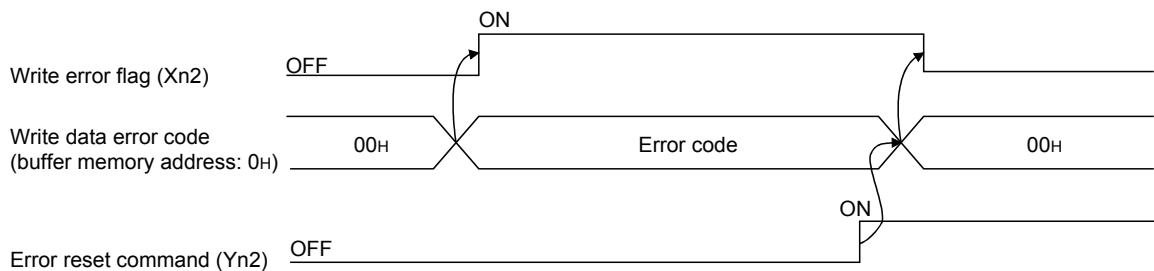 ON
OFF
Write error flag (Xn2)
Write data error code
(buffer memory address: 0H)
00H
Error code
00H
ON
OFF
Error reset command (Yn2)